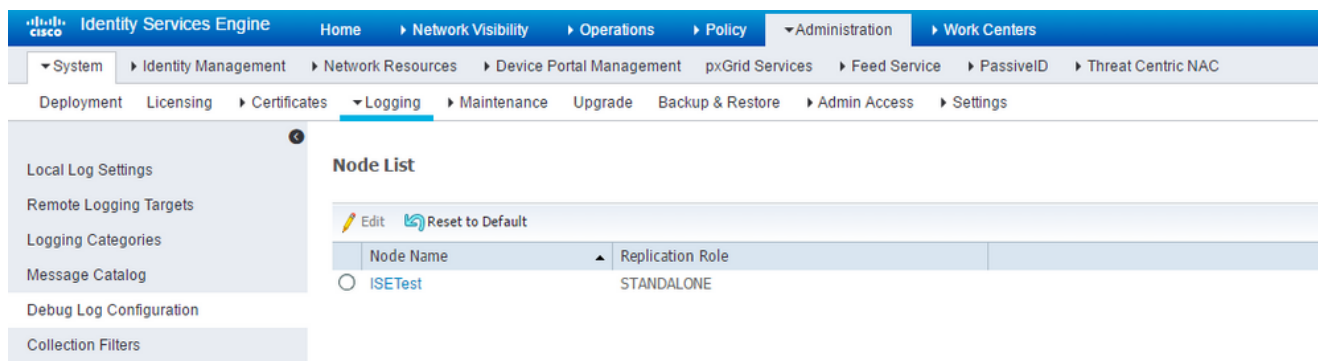 cisco Identity Services Engine Home Network Visibility Operations Policy Administration Work Centers
System Identity Management Network Resources Device Portal Management pxGrid Services Feed Service PassiveID Threat Centric NAC
Deployment Licensing Certificates Logging Maintenance Upgrade Backup & Restore Admin Access Settings
Local Log Settings
Remote Logging Targets
Logging Categories
Message Catalog
Debug Log Configuration
Collection Filters
Node List
Edit Reset to Default
Node Name Replication Role
ISETest STANDALONE